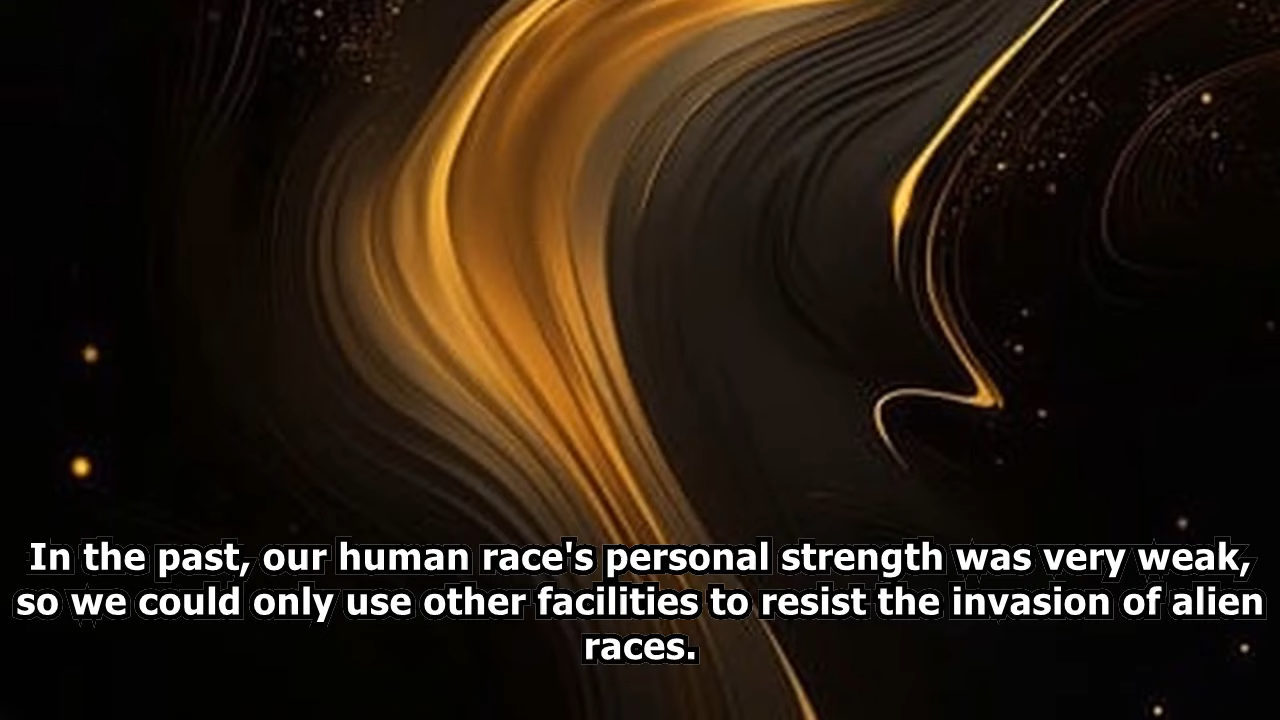 In the past, our human race's personal strength was very weak,
so we could only use other facilities to resist the invasion of alien
races.